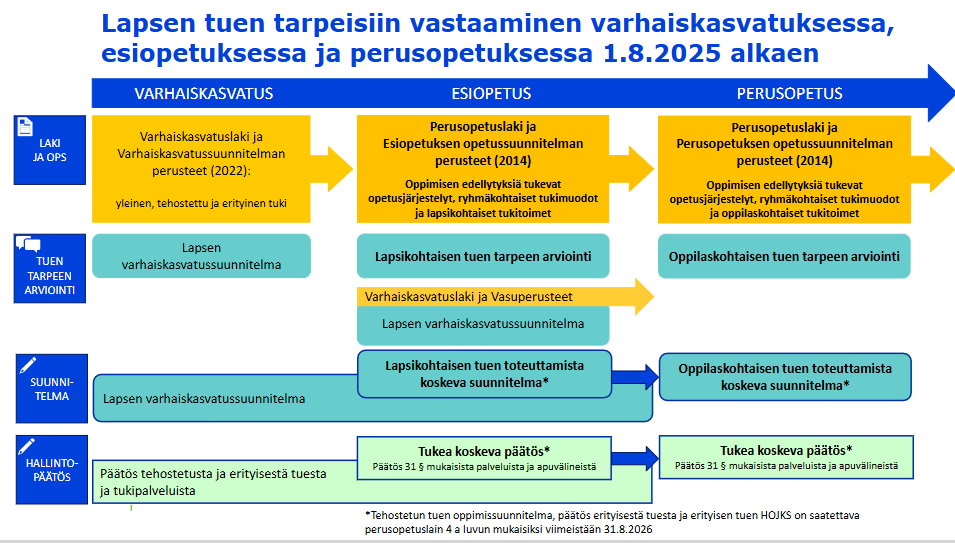 Lapsen tuen tarpeisiin vastaaminen varhaiskasvatuksessa,
esiopetuksessa ja perusopetuksessa 1.8.2025 alkaen
VARHAISKASVATUS
ESIOPETUS
PERUSOPETUS
LAKI
JA OPS
Varhaiskasvatuslaki ja
Varhaiskasvatussuunnitelman
perusteet (2022):
yleinen, tehostettu ja erityinen tuki
Perusopetuslaki ja
Esiopetuksen opetussuunnitelman
perusteet (2014)
Oppimisen edellytyksiä tukevat
opetusjärjestelyt, ryhmäkohtaiset tukimuodot
ja lapsikohtaiset tukitoimet
Perusopetuslaki ja
Perusopetuksen opetussuunnitelman
perusteet (2014)
Oppimisen edellytyksiä tukevat
opetusjärjestelyt, ryhmäkohtaiset tukimuodot
ja oppilaskohtaiset tukitoimet
TUEN
TARPEEN
ARVIOINTI
Lapsen
varhaiskasvatussuunnitelma
Lapsikohtaisen tuen tarpeen arviointi
Oppilaskohtaisen tuen tarpeen arviointi
Varhaiskasvatuslaki ja Vasuperusteet
Lapsen varhaiskasvatussuunnitelma
SUUNNI-
TELMA
Lapsen varhaiskasvatussuunnitelma
Lapsikohtaisen tuen toteuttamista
koskeva suunnitelma*
Oppilaskohtaisen tuen toteuttamista
koskeva suunnitelma*
HALLINTO-
PÄÄTÖS
Päätös tehostetusta ja erityisestä tuesta
ja tukipalveluista
Tukea koskeva päätös*
Päätös 31 § mukaisista palveluista ja apuvälineistä
Tukea koskeva päätös*
Päätös 31 § mukaisista palveluista ja apuvälineistä
*Tehostetun tuen oppimissuunnitelma, päätös erityisestä tuesta ja erityisen tuen HOJKS on saatettava
perusopetuslain 4 a luvun mukaisiksi viimeistään 31.8.2026